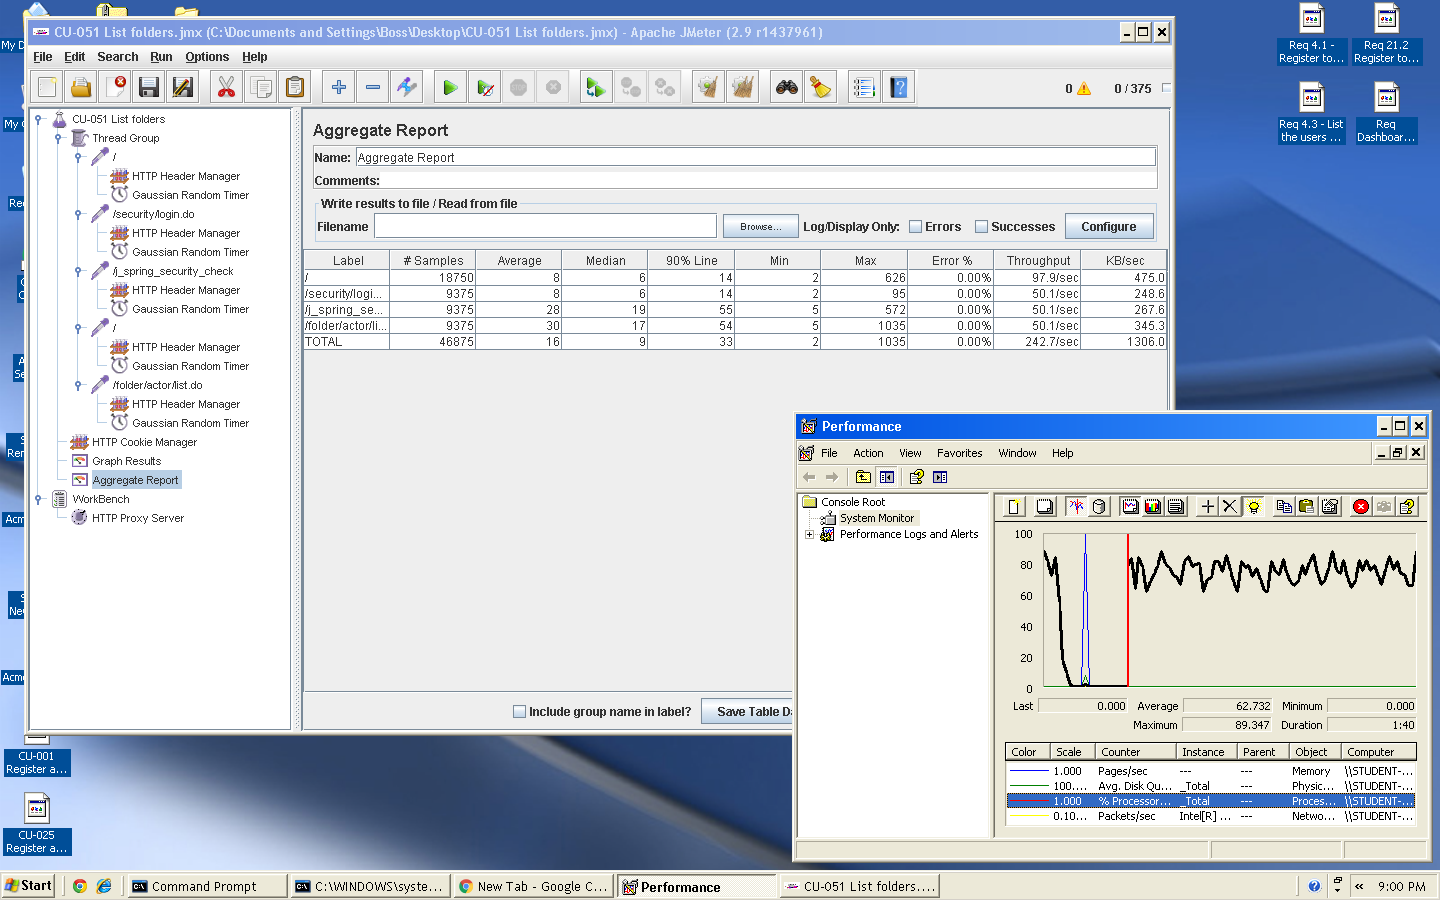 CU-051 List folders.jmx (C:\Documents and Settings\Boss\Desktop\CU-051 List folders.jmx) - Apache JMeter (2.9 r1437961)
File Edit Search Run Options Help
0 0 / 375
CU-051 List folders
Thread Group
/
HTTP Header Manager
Gaussian Random Timer
/security/login.do
HTTP Header Manager
Gaussian Random Timer
/j_spring_security_check
HTTP Header Manager
Gaussian Random Timer
/
HTTP Header Manager
Gaussian Random Timer
/folder/actor/list.do
HTTP Header Manager
Gaussian Random Timer
HTTP Cookie Manager
Graph Results
Aggregate Report
WorkBench
HTTP Proxy Server
Aggregate Report
Name: Aggregate Report
Comments:
Write results to file / Read from file
Filename Browse... Log/Display Only: Errors Successes Configure
Label # Samples Average Median 90% Line Min Max Error % Throughput KB/sec
/ 18750 8 6 14 2 626 0.00% 97.9/sec 475.0
/security/logi... 9375 8 6 14 2 95 0.00% 50.1/sec 248.6
/j_spring_se... 9375 28 19 55 5 572 0.00% 50.1/sec 267.6
/folder/actor/li... 9375 30 17 54 5 1035 0.00% 50.1/sec 345.3
TOTAL 46875 16 9 33 2 1035 0.00% 242.7/sec 1306.0
Include group name in label? Save Table Da
Req 4.1 -
Register to...
Req 21.2
Register to...
Req 4.3 - List
the users ...
Req
Dashboar...
Performance
File Action View Favorites Window Help
Console Root
System Monitor
Performance Logs and Alerts
100
80
60
40
20
0
Last 0.000 Average 62.732 Minimum 0.000
Maximum 89.347 Duration 1:40
Color Scale Counter Instance Parent Object Computer
1.000 Pages/sec --- --- Memory \\STUDENT-...
100.... Avg. Disk Qu... _Total --- Physic... \\STUDENT-...
1.000 % Processor... _Total --- Proces... \\STUDENT-...
0.10... Packets/sec Intel[R] ... --- Netwo... \\STUDENT-...
My D
My C
Re
Acm
New
Acme
CU-001
Register a...
CU-025
Register a...
Start Command Prompt C:\WINDOWS\syste... New Tab - Google C... Performance CU-051 List folders.... 9:00 PM